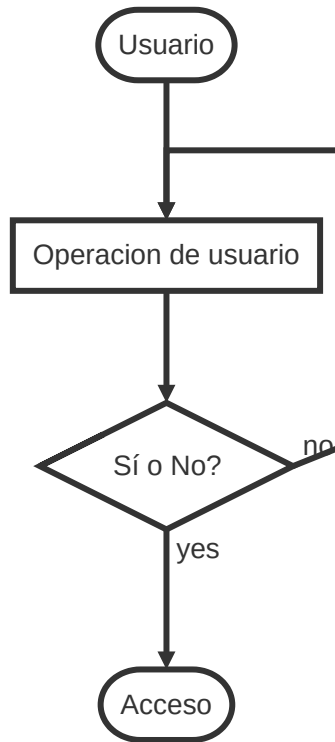 Usuario
Operacion de usuario
Sí o No?
no
yes
Acceso